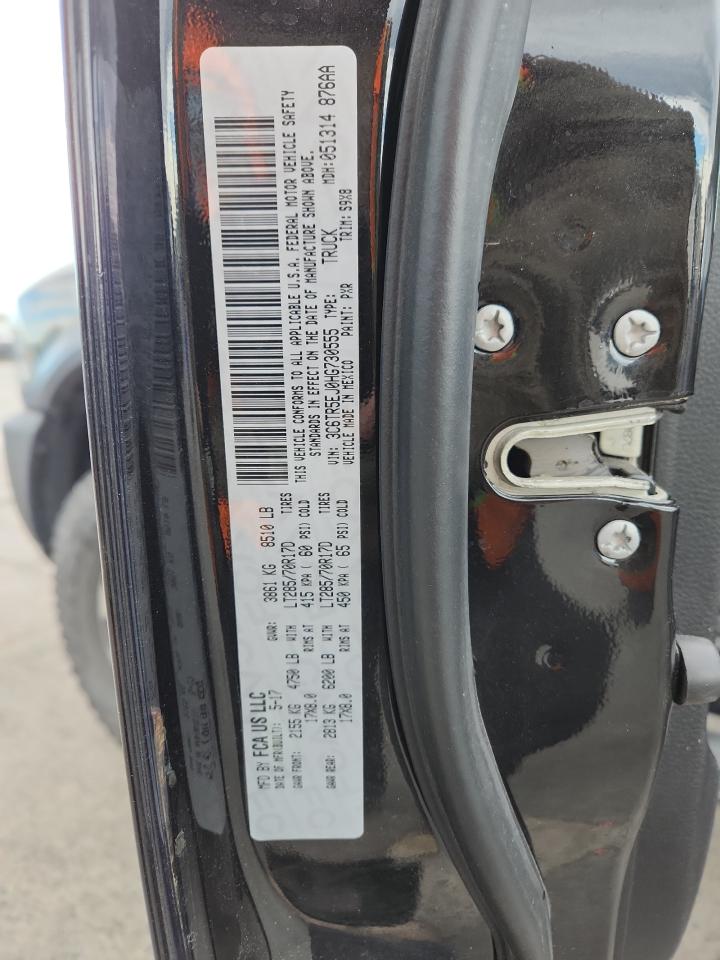 MFD BY FCA US LLC
DATE OF MFR(BUILT): 5-17 GVWR: 3861 KG 8510 LB
GAWR FRONT: 2155 KG 4750 LB WITH LT285/70R17D TIRES
17X8.0 RIMS AT 415 KPA ( 60 PSI) COLD
GAWR REAR: 2813 KG 6200 LB WITH LT285/70R17D TIRES
17X8.0 RIMS AT 450 KPA ( 65 PSI) COLD
THIS VEHICLE CONFORMS TO ALL APPLICABLE U.S.A. FEDERAL MOTOR VEHICLE SAFETY
STANDARDS IN EFFECT ON THE DATE OF MANUFACTURE SHOWN ABOVE.
VIN: 3C6TR5EJ0HG730555 TYPE: TRUCK MDH:051314 876AA
VEHICLE MADE IN MEXICO PAINT: PXR TRIM: S9X8